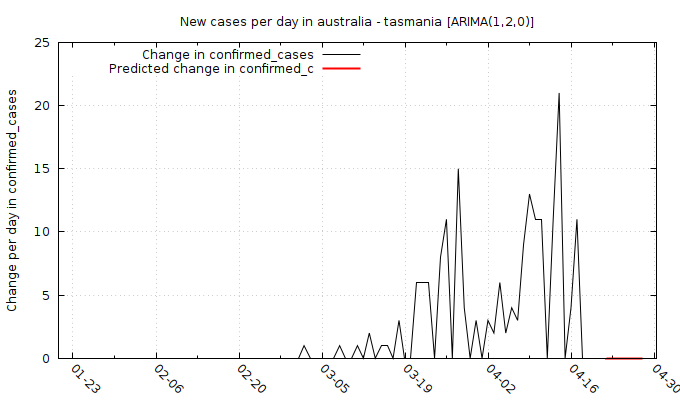 New cases per day in australia - tasmania [ARIMA(1,2,0)]
Change in confirmed_cases
Predicted change in confirmed_c
Change per day in confirmed_cases
25
20
15
10
5
0
01-23 02-06 02-20 03-05 03-19 04-02 04-16 04-30